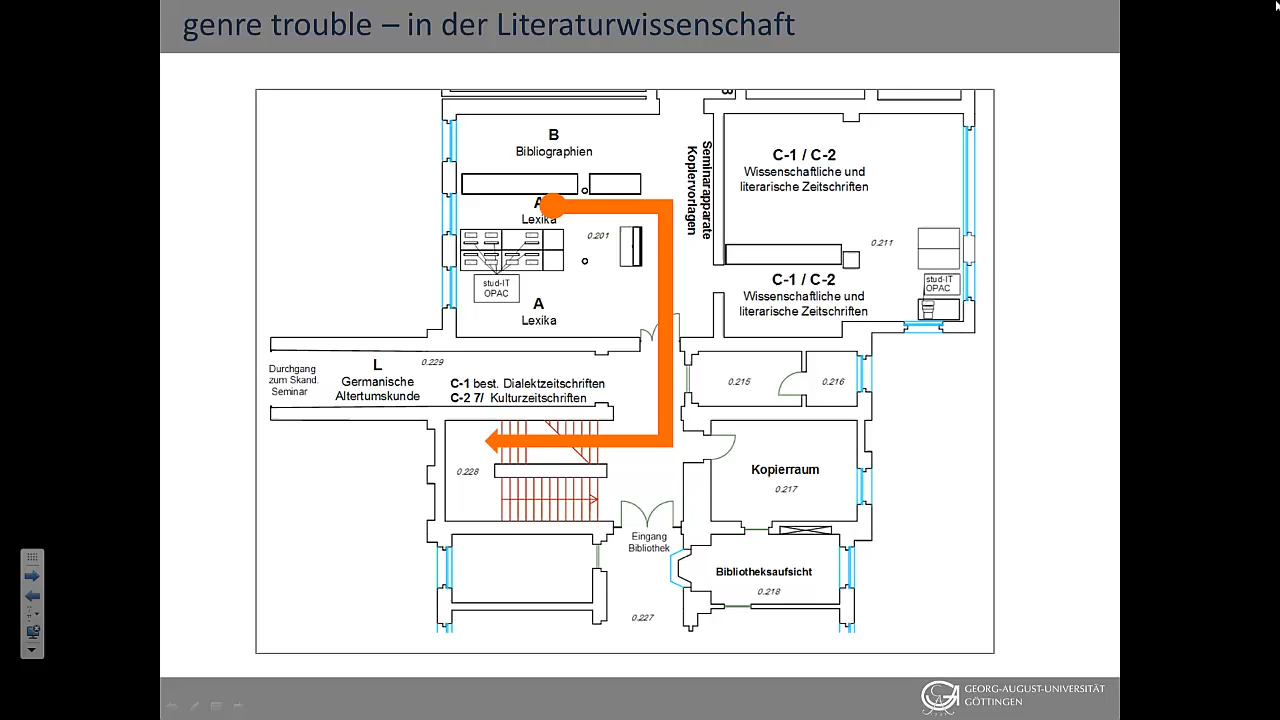 genre trouble – in der Literaturwissenschaft
B
Bibliographien
Seminarapparate
Kopiervorlagen
C-1 / C-2
Wissenschaftliche und
literarische Zeitschriften
A
Lexika
0.201
0.211
stud-IT
OPAC
C-1 / C-2
Wissenschaftliche und
literarische Zeitschriften
stud-IT
OPAC
A
Lexika
Durchgang
zum Skand.
Seminar
L
Germanische
Altertumskunde
0.229
C-1 best. Dialektzeitschriften
C-2 7/ Kulturzeitschriften
0.215
0.216
0.228
Kopierraum
0.217
Eingang
Bibliothek
Bibliotheksaufsicht
0.218
0.227
GEORG-AUGUST-UNIVERSITÄT
GÖTTINGEN